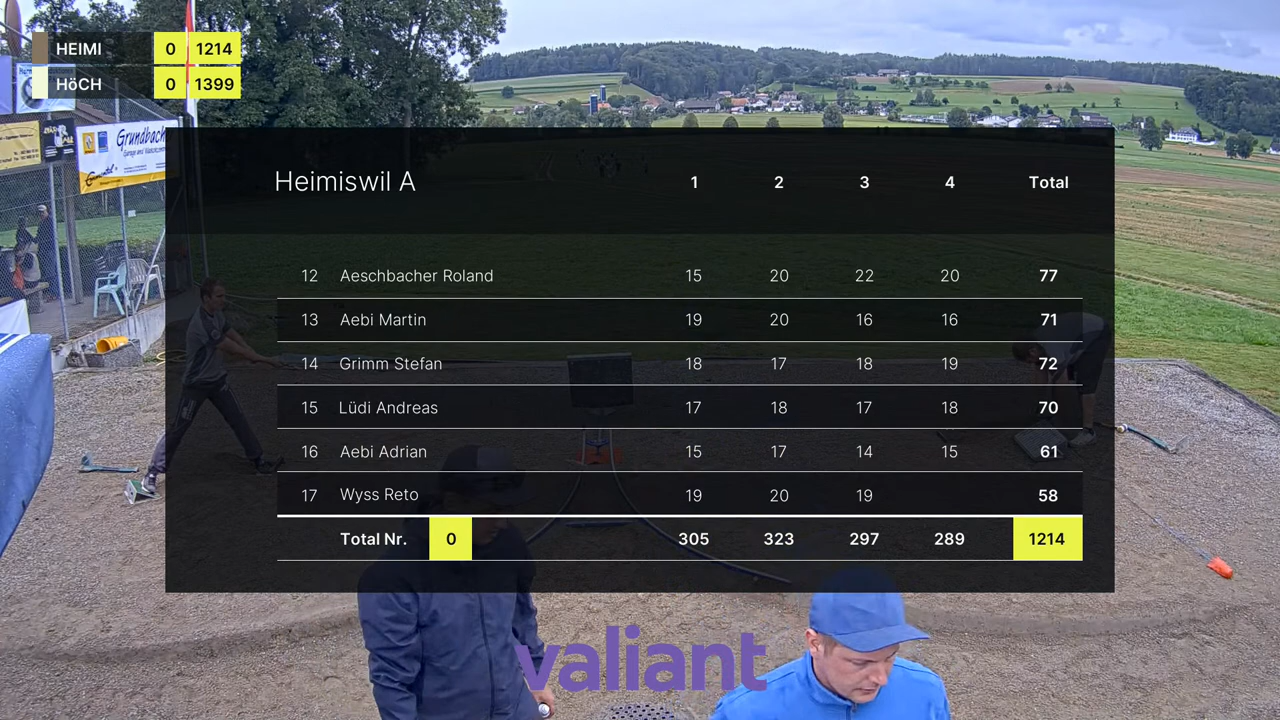 HEIMI 0 1214
HöCH 0 1399
Grundbach
Heimiswil A 1 2 3 4 Total
12 Aeschbacher Roland 15 20 22 20 77
13 Aebi Martin 19 20 16 16 71
14 Grimm Stefan 18 17 18 19 72
15 Lüdi Andreas 17 18 17 18 70
16 Aebi Adrian 15 17 14 15 61
17 Wyss Reto 19 20 19 58
Total Nr. 0 305 323 297 289 1214
valiant